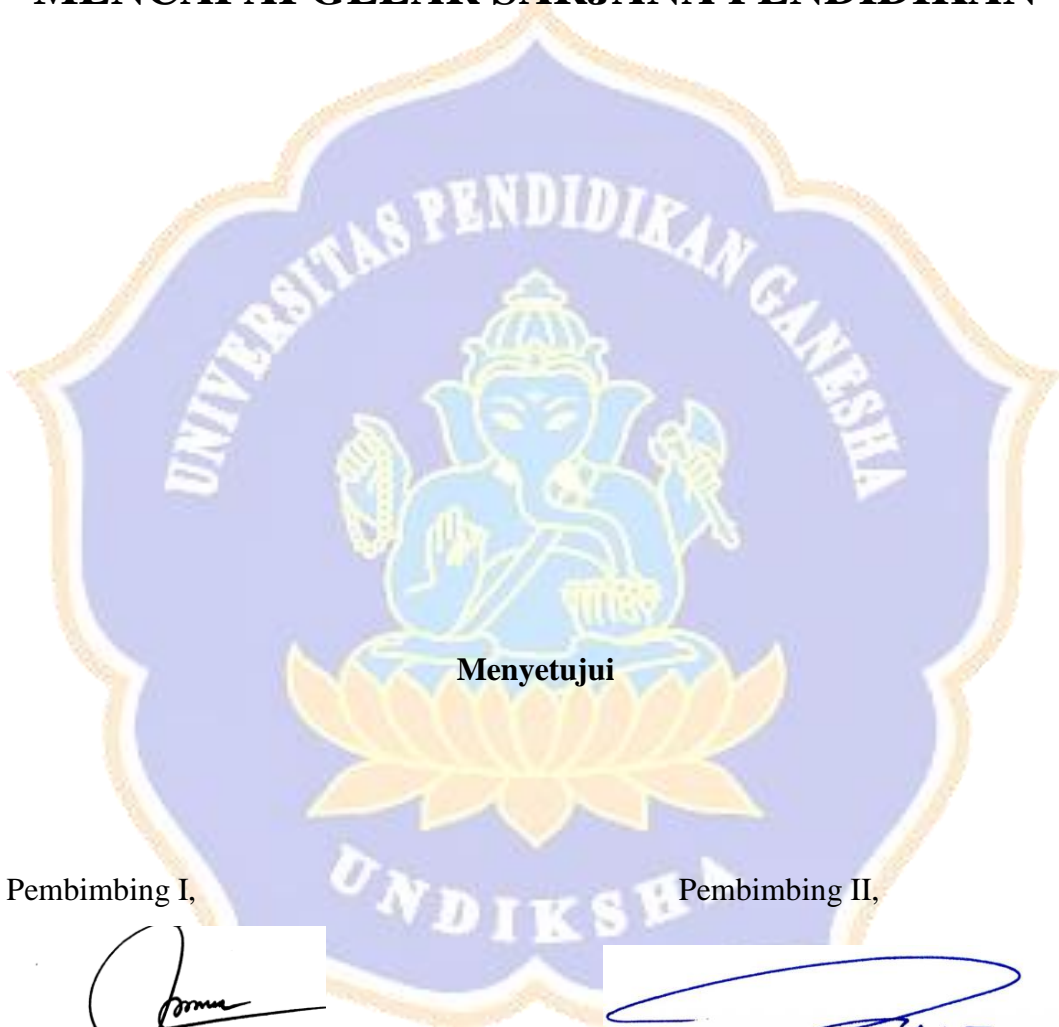 MENCAPAI GELAR SARJANA PENDIDIKAN
UNIVERSITAS PENDIDIKAN GANESHA
Menyetujui
UNDIKSHA
Pembimbing I,
Pembimbing II,